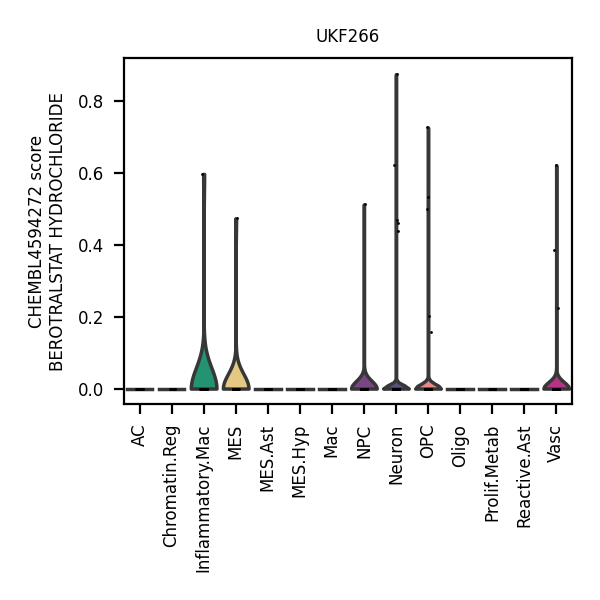 UKF266
CHEMBL4594272 score
BEROTRALSTAT HYDROCHLORIDE
0.8
0.6
0.4
0.2
0.0
AC
Chromatin.Reg
Inflammatory.Mac
MES
MES.Ast
MES.Hyp
Mac
NPC
Neuron
OPC
Oligo
Prolif.Metab
Reactive.Ast
Vasc